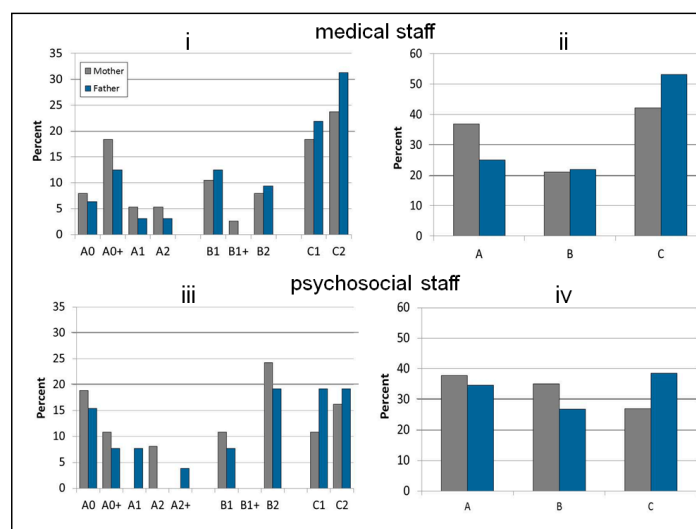 medical staff
i
ii
35
30
25
20
15
10
5
0
Percent
Mother
Father
A0 A0+ A1 A2 B1 B1+ B2 C1 C2
60
50
40
30
20
10
0
Percent
A B C
psychosocial staff
iii
iv
35
30
25
20
15
10
5
0
Percent
A0 A0+ A1 A2 A2+ B1 B1+ B2 C1 C2
60
50
40
30
20
10
0
Percent
A B C